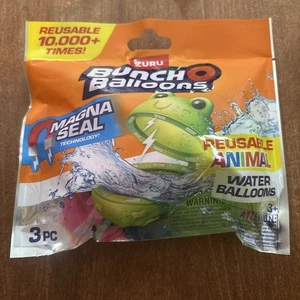 REUSABLE
10,000+
TIMES!
ZURU
BUNCH O
Balloons
MAGNA
SEAL
TECHNOLOGY!
REUSABLE
ANIMAL
WATER
BALLOONS
WARNING
3+
3 PC